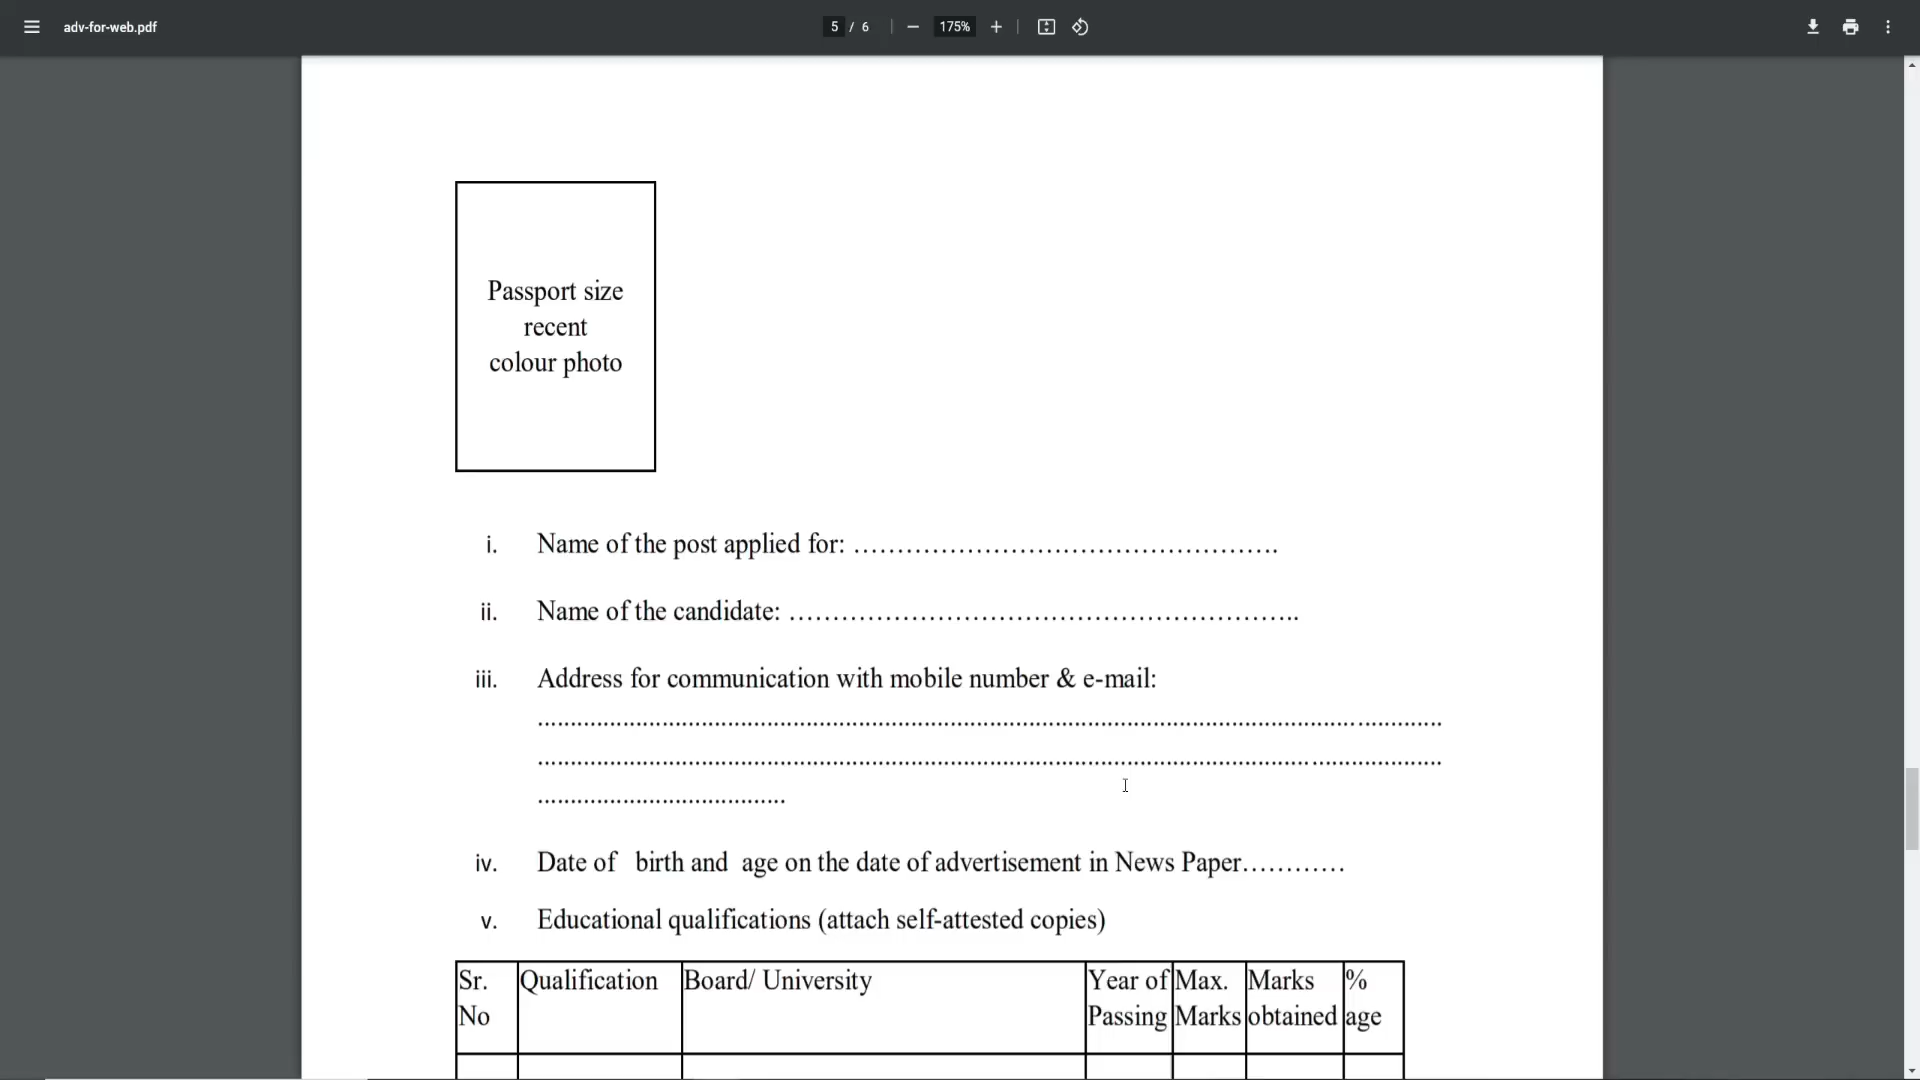 adv-for-web.pdf
5 / 6
175%
Passport size
recent
colour photo
i. Name of the post applied for: ………………………………………….
ii. Name of the candidate: …………………………………………………..
iii. Address for communication with mobile number & e-mail:
..........................................................................................................................................
..........................................................................................................................................
......................................
iv. Date of birth and age on the date of advertisement in News Paper…………
v. Educational qualifications (attach self-attested copies)
Sr. Qualification Board/ University Year of Max. Marks %
No Passing Marks obtained age